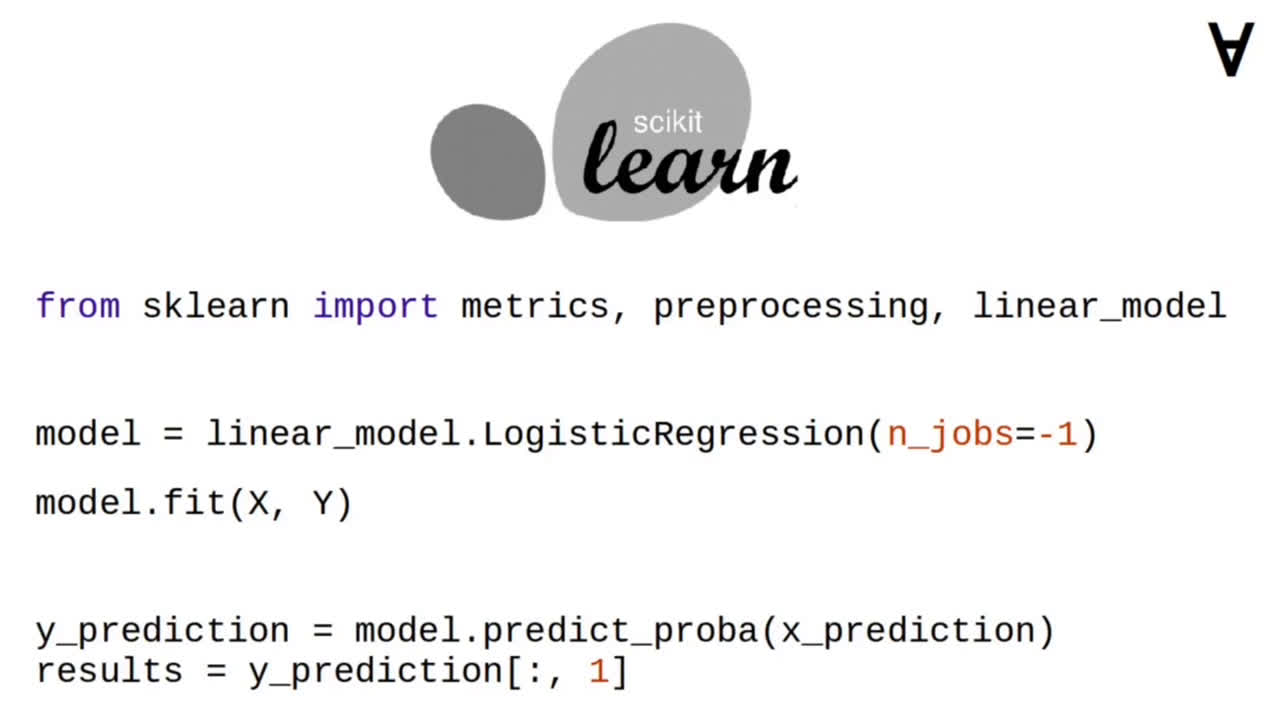 ∀
scikit
learn
from sklearn import metrics, preprocessing, linear_model
model = linear_model.LogisticRegression(n_jobs=-1)
model.fit(X, Y)
y_prediction = model.predict_proba(x_prediction)
results = y_prediction[:, 1]